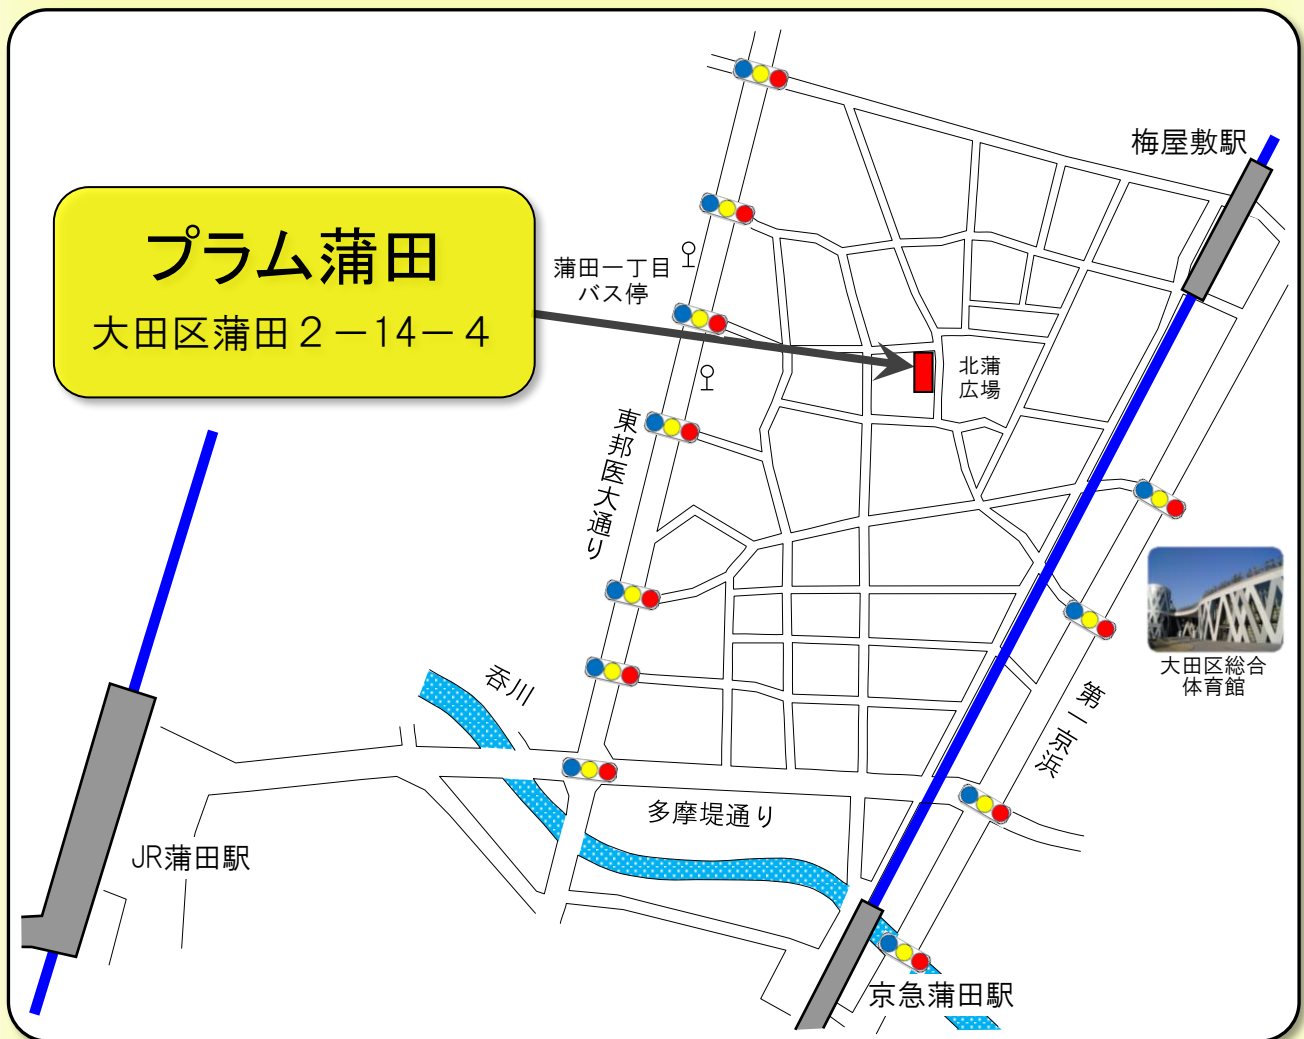 梅屋敷駅
プラム蒲田
大田区蒲田２－14－４
蒲田一丁目
バス停
北蒲
広場
東邦医大通り
大田区総合
体育館
呑川
第一京浜
多摩堤通り
JR蒲田駅
京急蒲田駅